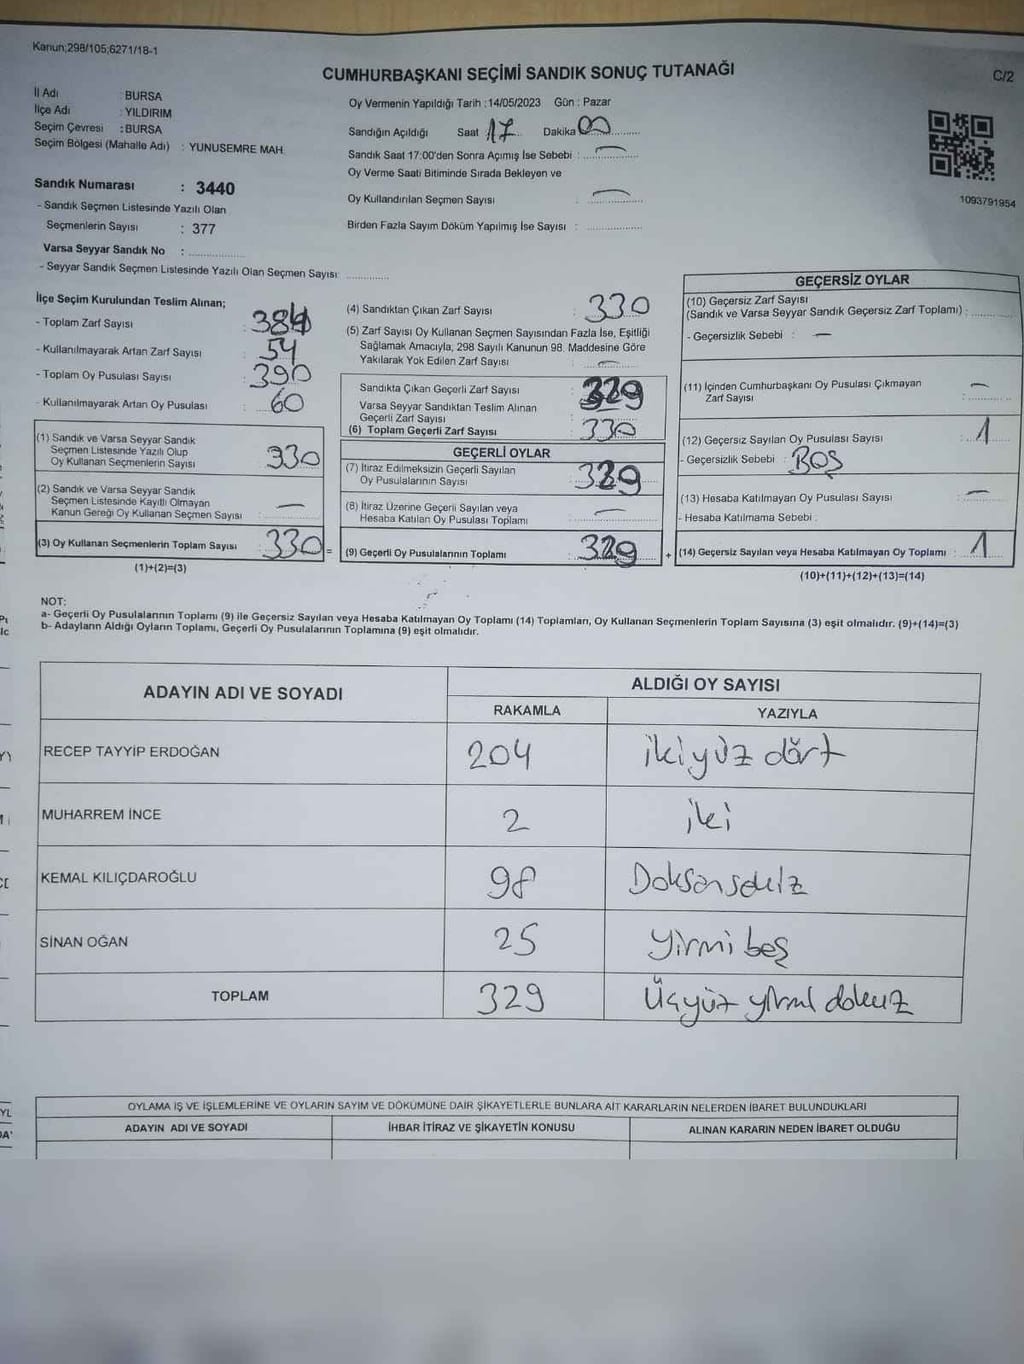 Kanun;298/105;6271/18-1
CUMHURBAŞKANI SEÇİMİ SANDIK SONUÇ TUTANAĞI
C/2
İl Adı : BURSA
İlçe Adı : YILDIRIM
Seçim Çevresi : BURSA
Seçim Bölgesi (Mahalle Adı) : YUNUSEMRE MAH.
Oy Vermenin Yapıldığı Tarih : 14/05/2023 Gün : Pazar
Sandığın Açıldığı Saat 17 Dakika 00
Sandık Saat 17:00'den Sonra Açımış İse Sebebi : —
Oy Verme Saati Bitiminde Sırada Bekleyen ve
Oy Kullandırılan Seçmen Sayısı : —
Birden Fazla Sayım Döküm Yapılmış İse Sayısı :
1093791954
Sandık Numarası : 3440
- Sandık Seçmen Listesinde Yazılı Olan
Seçmenlerin Sayısı : 377
Varsa Seyyar Sandık No :
- Seyyar Sandık Seçmen Listesinde Yazılı Olan Seçmen Sayısı:
İlçe Seçim Kurulundan Teslim Alınan;
- Toplam Zarf Sayısı : 384
- Kullanılmayarak Artan Zarf Sayısı : 54
- Toplam Oy Pusulası Sayısı : 390
- Kullanılmayarak Artan Oy Pusulası : 60
(1) Sandık ve Varsa Seyyar Sandık
Seçmen Listesinde Yazılı Olup
Oy Kullanan Seçmenlerin Sayısı : 330
(2) Sandık ve Varsa Seyyar Sandık
Seçmen Listesinde Kayıtlı Olmayan
Kanun Gereği Oy Kullanan Seçmen Sayısı : —
(3) Oy Kullanan Seçmenlerin Toplam Sayısı : 330 =
(1)+(2)=(3)
(4) Sandıktan Çıkan Zarf Sayısı : 330
(5) Zarf Sayısı Oy Kullanan Seçmen Sayısından Fazla İse, Eşitliği
Sağlamak Amacıyla, 298 Sayılı Kanunun 98. Maddesine Göre
Yakılarak Yok Edilen Zarf Sayısı : —
Sandıkta Çıkan Geçerli Zarf Sayısı : 329
Varsa Seyyar Sandıktan Teslim Alınan
Geçerli Zarf Sayısı
(6) Toplam Geçerli Zarf Sayısı : 330
GEÇERLİ OYLAR
(7) İtiraz Edilmeksizin Geçerli Sayılan
Oy Pusulalarının Sayısı : 329
(8) İtiraz Üzerine Geçerli Sayılan veya
Hesaba Katılan Oy Pusulası Toplamı : —
(9) Geçerli Oy Pusulalarının Toplamı : 329 +
GEÇERSİZ OYLAR
(10) Geçersiz Zarf Sayısı
(Sandık ve Varsa Seyyar Sandık Geçersiz Zarf Toplamı) :
- Geçersizlik Sebebi : —
(11) İçinden Cumhurbaşkanı Oy Pusulası Çıkmayan
Zarf Sayısı : —
(12) Geçersiz Sayılan Oy Pusulası Sayısı : 1
- Geçersizlik Sebebi : BOŞ
(13) Hesaba Katılmayan Oy Pusulası Sayısı : —
- Hesaba Katılmama Sebebi :
(14) Geçersiz Sayılan veya Hesaba Katılmayan Oy Toplamı : 1
(10)+(11)+(12)+(13)=(14)
NOT:
a- Geçerli Oy Pusulalarının Toplamı (9) ile Geçersiz Sayılan veya Hesaba Katılmayan Oy Toplamı (14) Toplamları, Oy Kullanan Seçmenlerin Toplam Sayısına (3) eşit olmalıdır. (9)+(14)=(3)
b- Adayların Aldığı Oyların Toplamı, Geçerli Oy Pusulalarının Toplamına (9) eşit olmalıdır.
ADAYIN ADI VE SOYADI
ALDIĞI OY SAYISI
RAKAMLA YAZIYLA
RECEP TAYYİP ERDOĞAN 204 ikiyüz dört
MUHARREM İNCE 2 iki
KEMAL KILIÇDAROĞLU 98 Doksansekiz
SİNAN OĞAN 25 yirmi beş
TOPLAM 329 Üçyüz yirmi dokuz
OYLAMA İŞ VE İŞLEMLERİNE VE OYLARIN SAYIM VE DÖKÜMÜNE DAİR ŞİKAYETLERLE BUNLARA AİT KARARLARIN NELERDEN İBARET BULUNDUKLARI
ADAYIN ADI VE SOYADI İHBAR İTİRAZ VE ŞİKAYETİN KONUSU ALINAN KARARIN NEDEN İBARET OLDUĞU